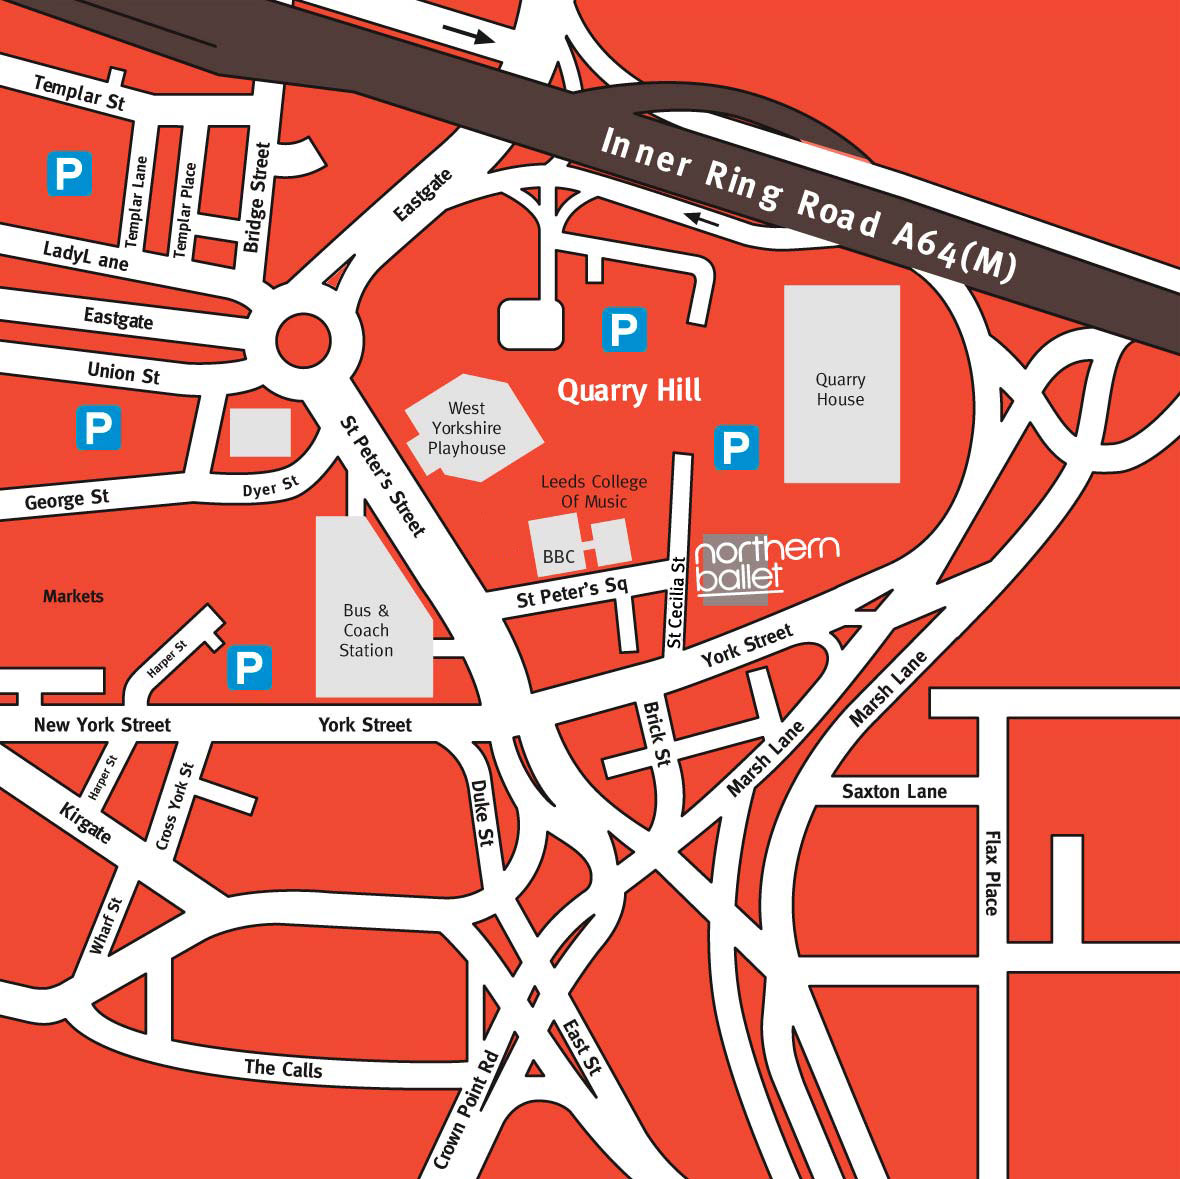 Templar St
P
Templar Lane
Templar Place
Bridge Street
Eastgate
Inner Ring Road A64(M)
LadyL ane
Eastgate
Union St
P
P
Quarry Hill
Quarry
House
West
Yorkshire
Playhouse
P
St Peter's Street
George St
Dyer St
Leeds College
Of Music
BBC
northern
ballet
St Peter's Sq
St Cecilia St
Markets
Bus &
Coach
Station
Harper St
P
York Street
Marsh Lane
New York Street
York Street
Brick St
Marsh Lane
Harper St
Cross York St
Duke St
Saxton Lane
Kirgate
Flax Place
Wharf St
East St
The Calls
Crown Point Rd